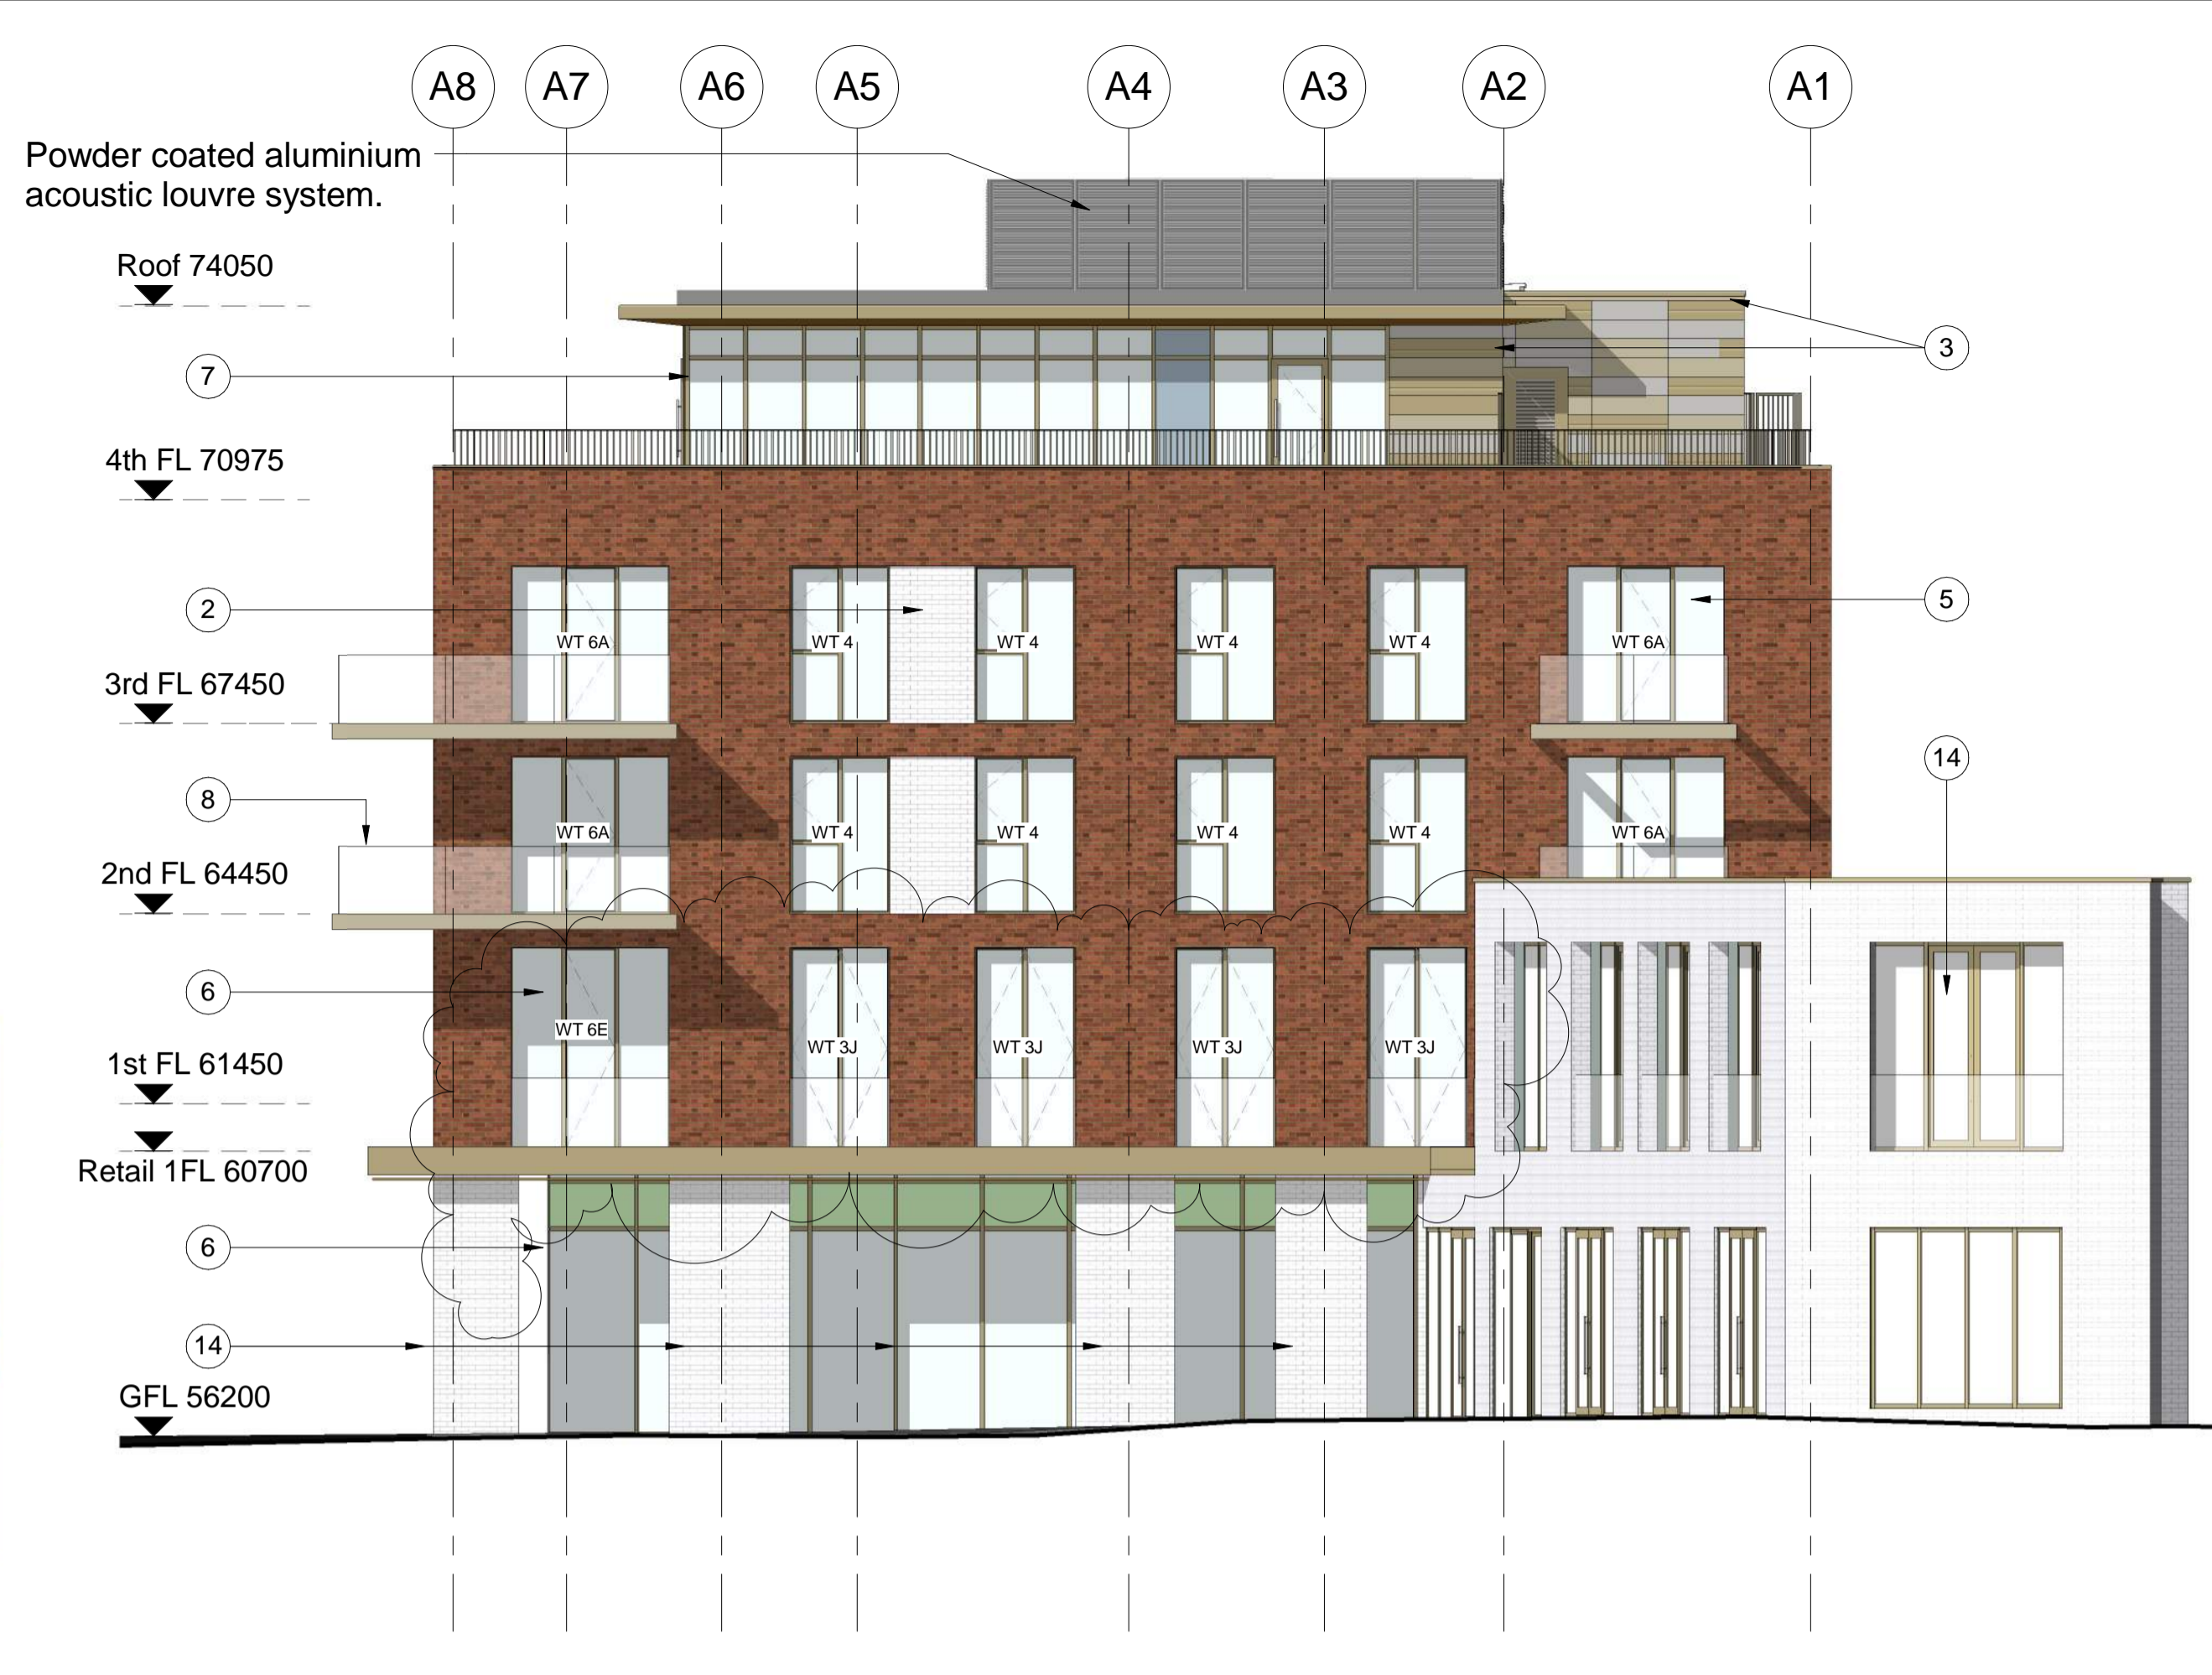 A8 A7 A6 A5 A4 A3 A2 A1
Powder coated aluminium
acoustic louvre system.
Roof 74050
3
7
4th FL 70975
2
5
WT 6A WT 4 WT 4 WT 4 WT 4 WT 6A
3rd FL 67450
14
8
WT 6A WT 4 WT 4 WT 4 WT 4 WT 6A
2nd FL 64450
6
WT 6E WT 3J WT 3J WT 3J WT 3J
1st FL 61450
Retail 1FL 60700
6
14
GFL 56200